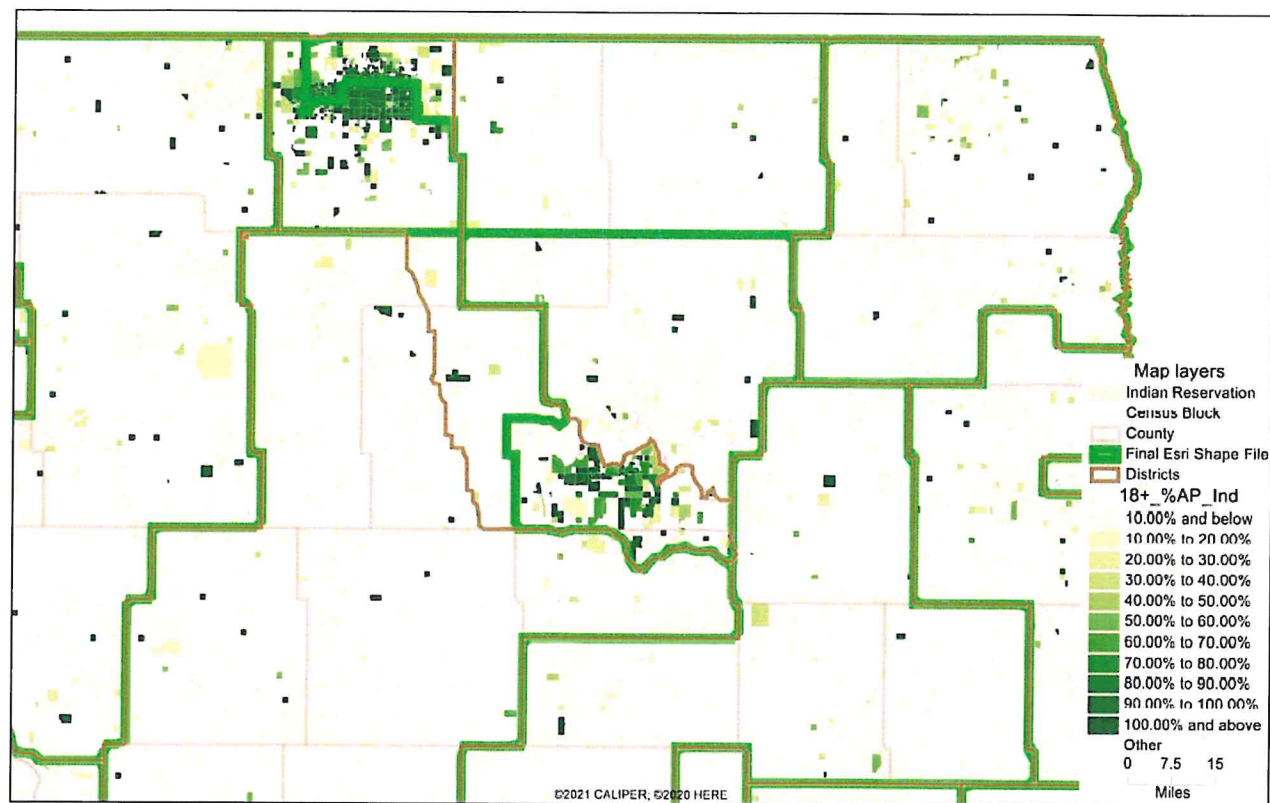 Map layers
Indian Reservation
Census Block
County
Final Esri Shape File
Districts
18+_%AP_Ind
10.00% and below
10.00% to 20.00%
20.00% to 30.00%
30.00% to 40.00%
40.00% to 50.00%
50.00% to 60.00%
60.00% to 70.00%
70.00% to 80.00%
80.00% to 90.00%
90.00% to 100.00%
100.00% and above
Other
0 7.5 15
Miles
©2021 CALIPER; ©2020 HERE